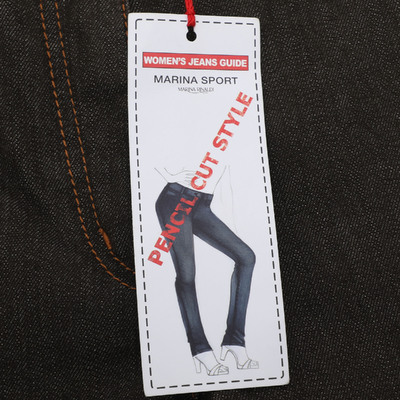 WOMEN'S JEANS GUIDE
MARINA SPORT
MARINA RINALDI
PENCIL CUT STYLE